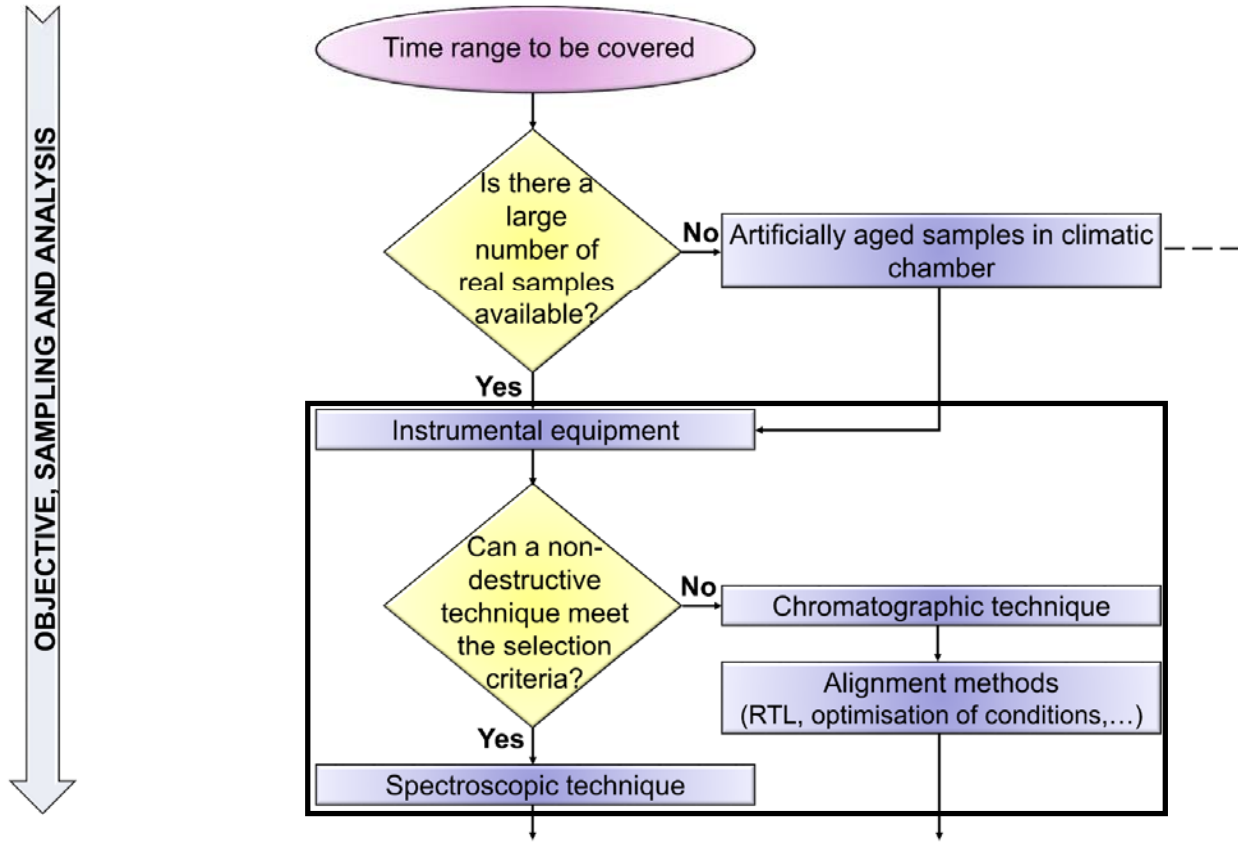 OBJECTIVE, SAMPLING AND ANALYSIS
Time range to be covered
Is there a
large
number of
real samples
available?
No
Artificially aged samples in climatic
chamber
Yes
Instrumental equipment
Can a non-
destructive
technique meet
the selection
criteria?
No
Chromatographic technique
Alignment methods
(RTL, optimisation of conditions,...)
Yes
Spectroscopic technique